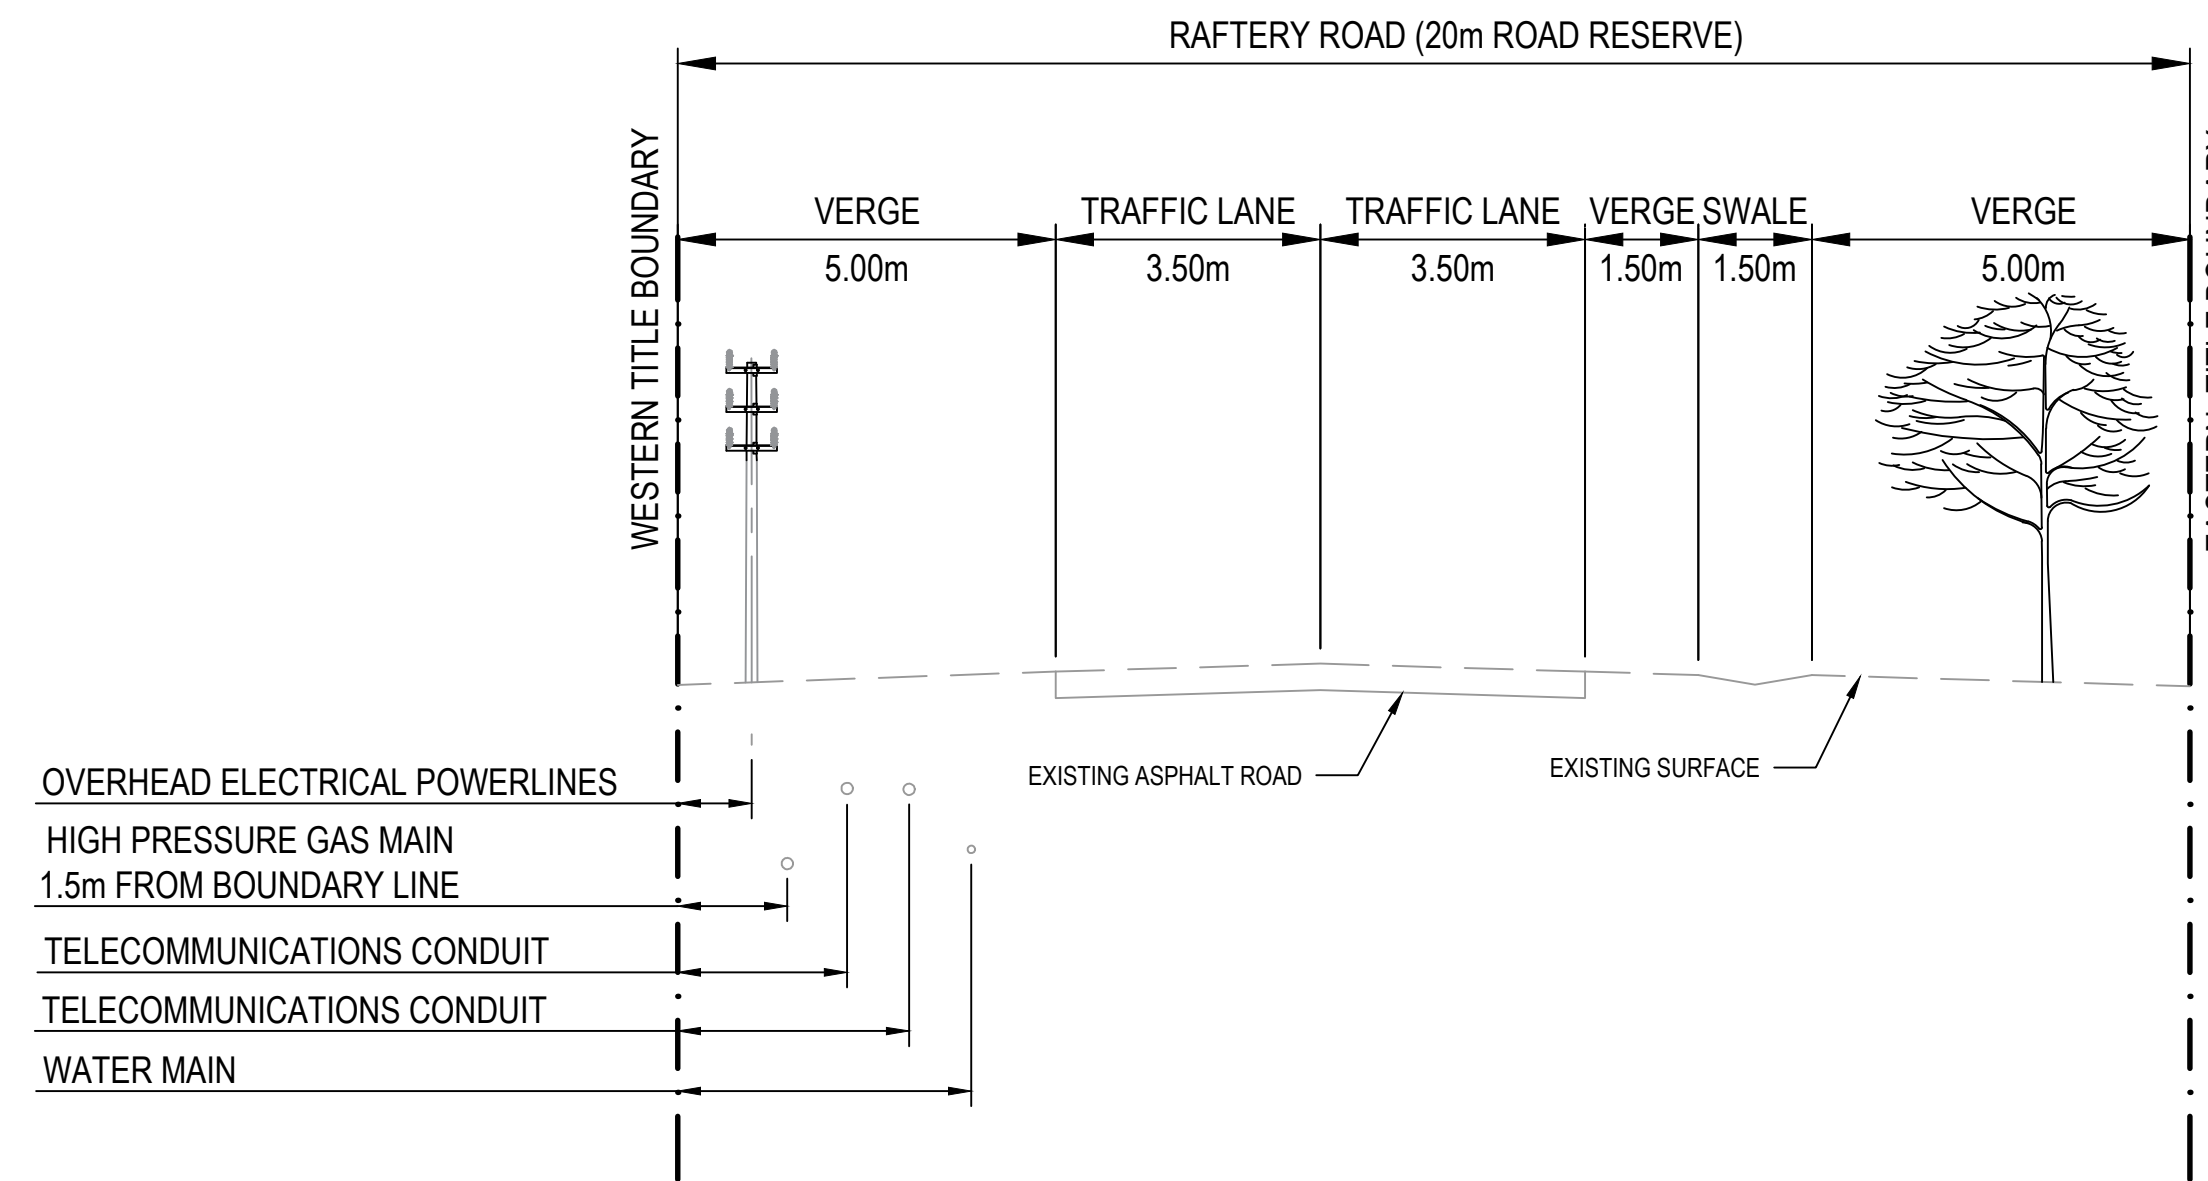 RAFTERY ROAD (20m ROAD RESERVE)
WESTERN TITLE BOUNDARY
VERGE
TRAFFIC LANE
TRAFFIC LANE
VERGE
SWALE
VERGE
5.00m
3.50m
3.50m
1.50m
1.50m
5.00m
EXISTING ASPHALT ROAD
EXISTING SURFACE
OVERHEAD ELECTRICAL POWERLINES
HIGH PRESSURE GAS MAIN
1.5m FROM BOUNDARY LINE
TELECOMMUNICATIONS CONDUIT
TELECOMMUNICATIONS CONDUIT
WATER MAIN